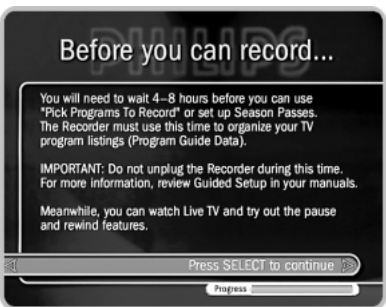 PHILIPS
Before you can record...
You will need to wait 4–8 hours before you can use
"Pick Programs To Record" or set up Season Passes.
The Recorder must use this time to organize your TV
program listings (Program Guide Data).
IMPORTANT: Do not unplug the Recorder during this time.
For more information, review Guided Setup in your manuals.
Meanwhile, you can watch Live TV and try out the pause
and rewind features.
Press SELECT to continue
Progress